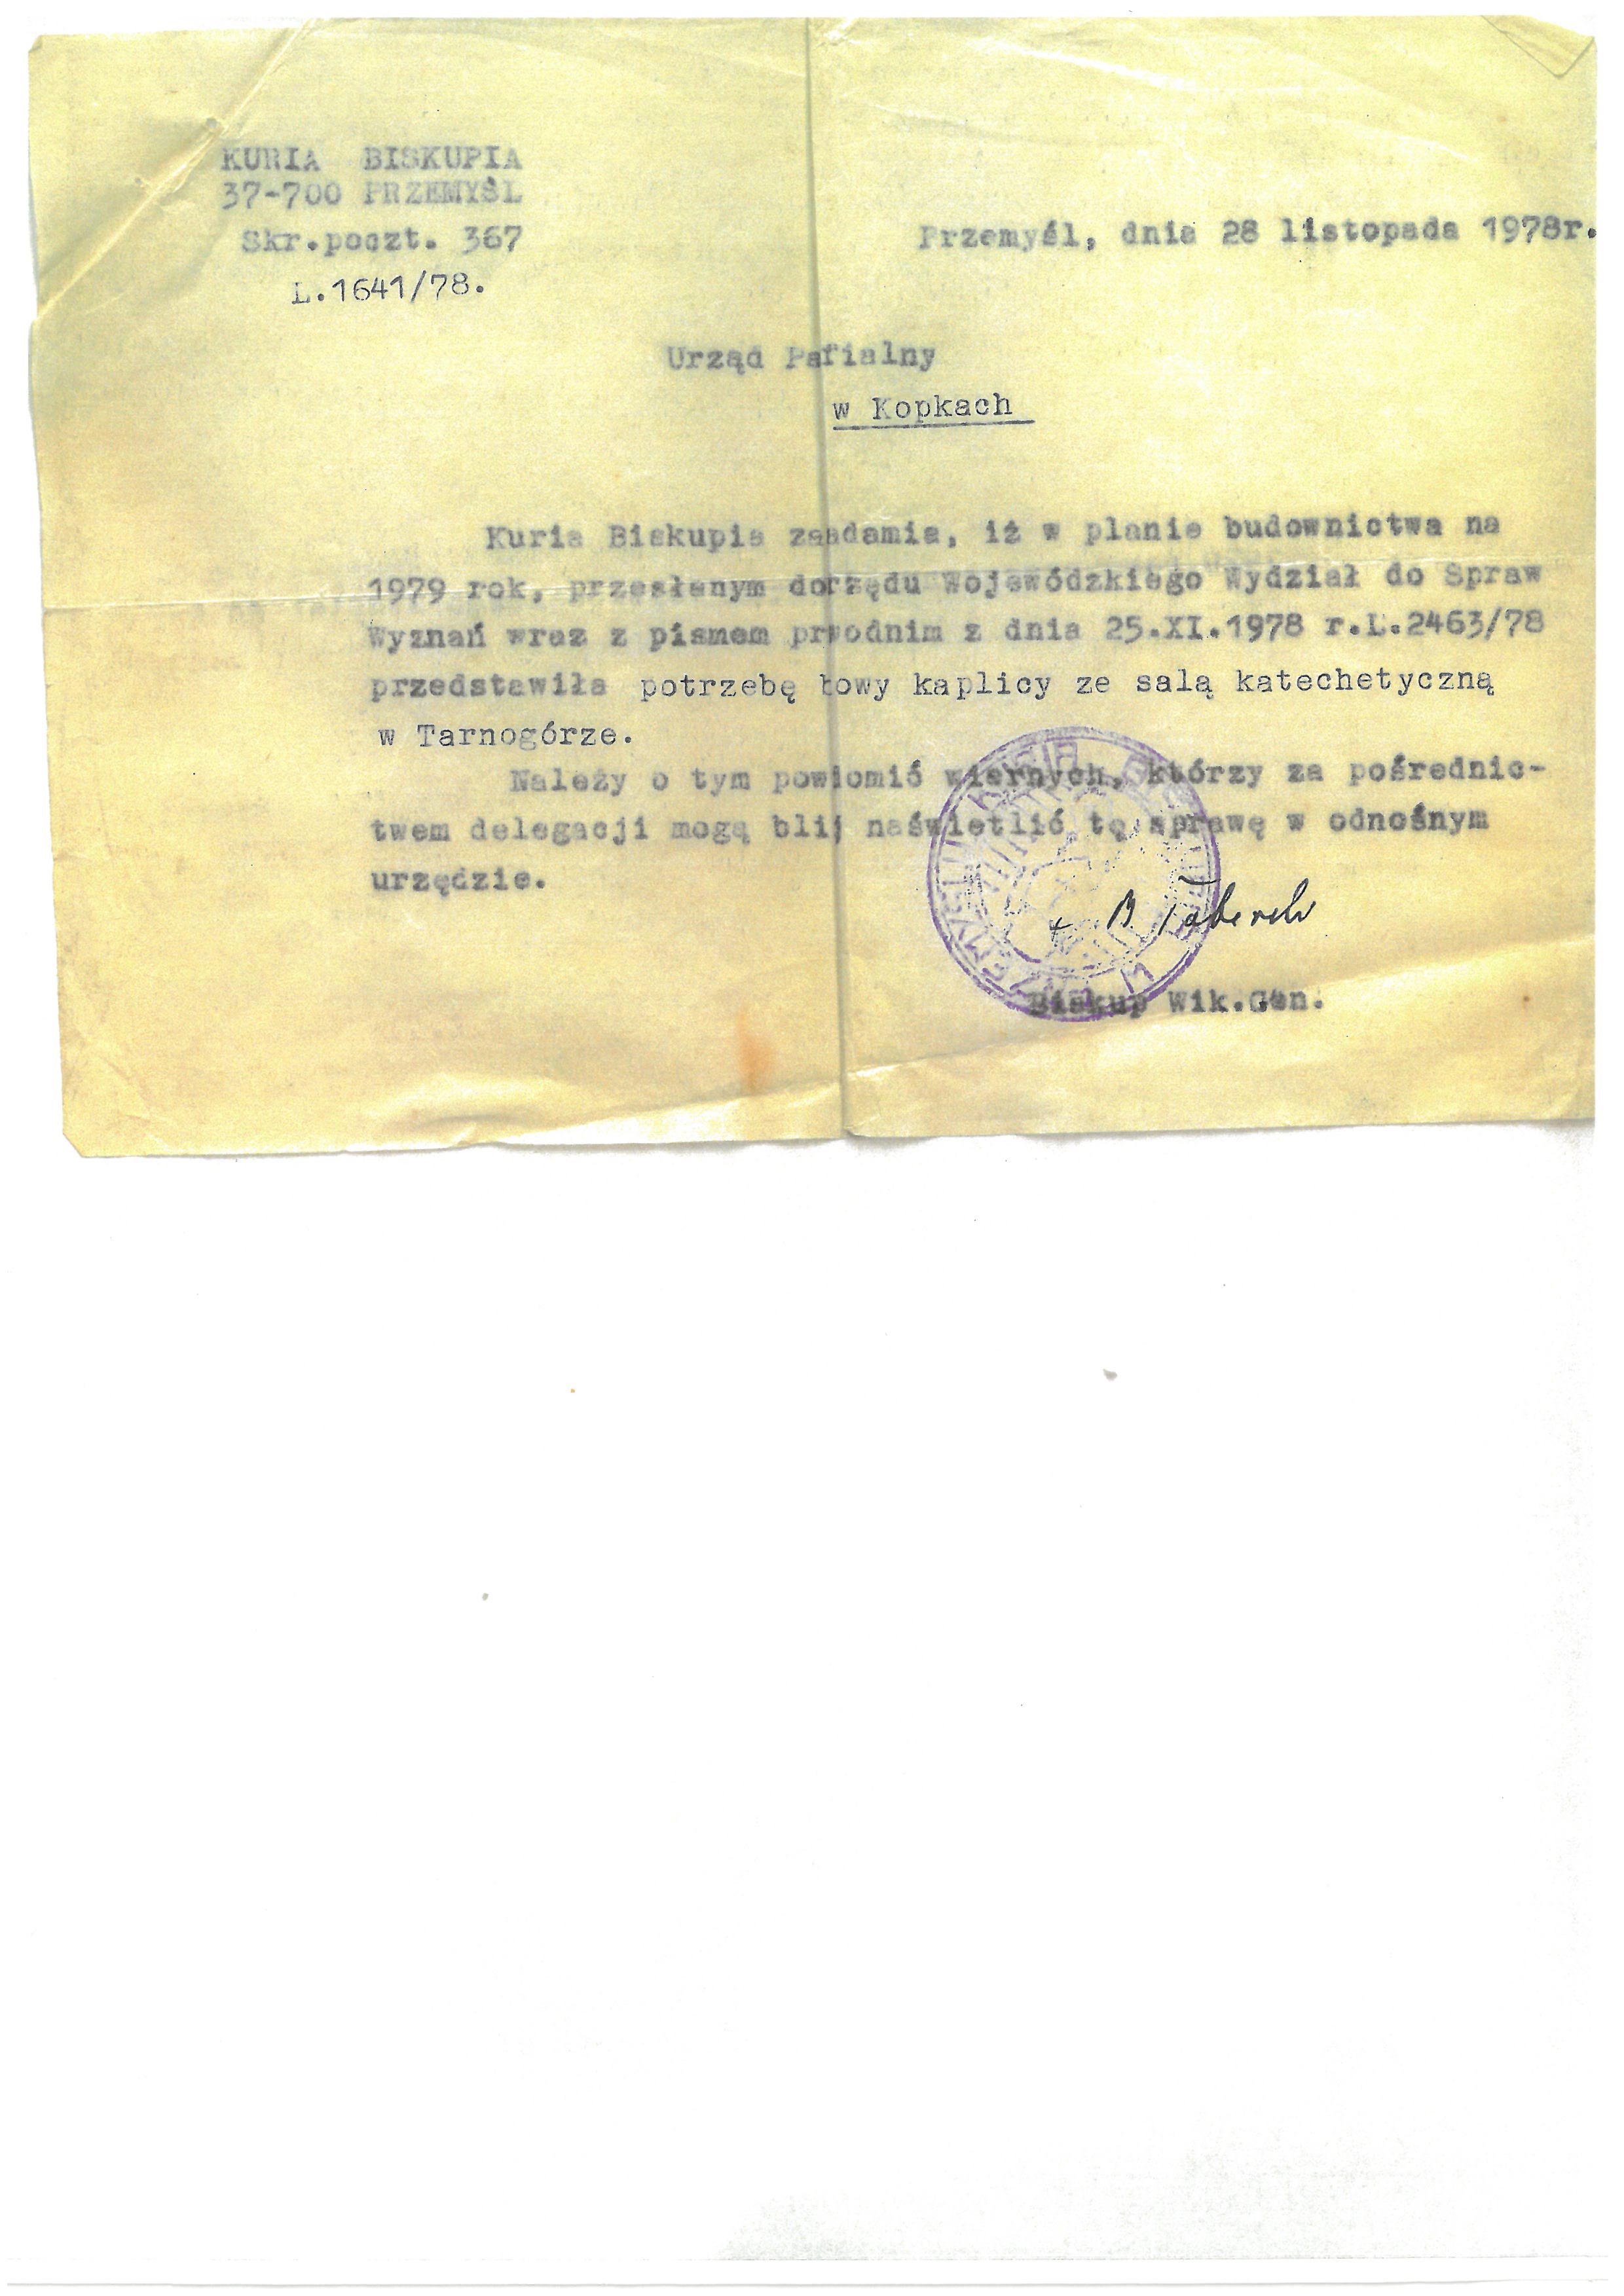 KURIA BISKUPIA
37-700 PRZEMYŚL
Skr.poczt. 367
L.1641/78.
Przemyśl, dnia 28 listopada 1978r.
Urząd Pafialny
w Kopkach
Kuria Biskupia zaadamia, iż w planie budownictwa na
1979 rok, przesłanym dorzędu Wojewódzkiego Wydział do Spraw
Wyznań wraz z pismem prwodnim z dnia 25.XI.1978 r.L.2463/78
przedstawiła potrzebę bowy kaplicy ze salą katechetyczną
w Tarnogórze.
Należy o tym powiomić wiernych, którzy za pośrednic-
twem delegacji mogą blij naświetlić tę sprawę w odnośnym
urzędzie.
+ B Taborski
Biskup Wik.Gen.